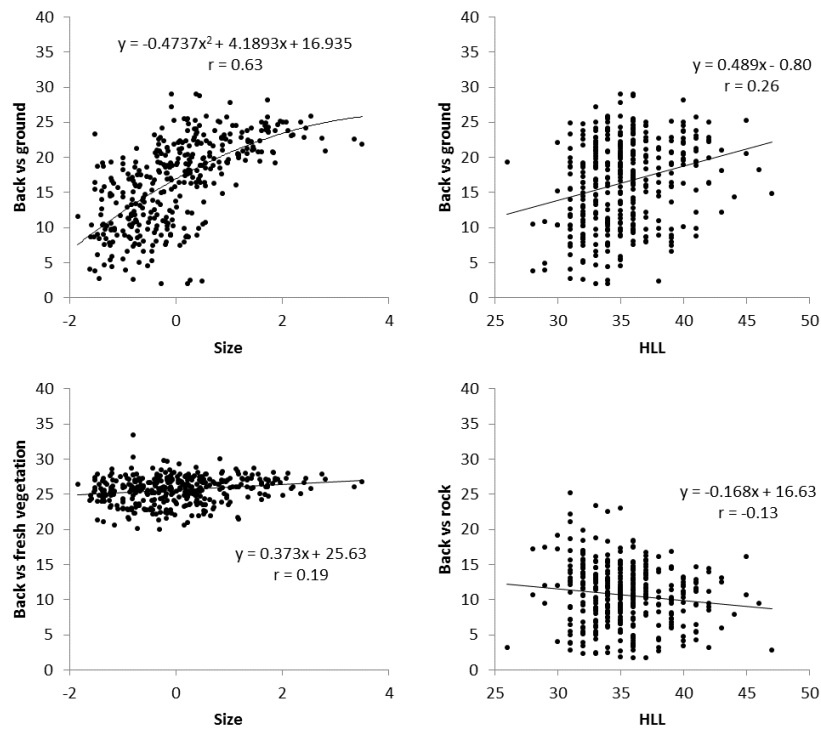 40
35
30
25
20
15
10
5
0
Back vs ground
y = -0.4737x² + 4.1893x + 16.935
r = 0.63
-2 0 2 4
Size
40
35
30
25
20
15
10
5
0
Back vs ground
y = 0.489x - 0.80
r = 0.26
25 30 35 40 45 50
HLL
40
35
30
25
20
15
10
5
0
Back vs fresh vegetation
y = 0.373x + 25.63
r = 0.19
-2 0 2 4
Size
40
35
30
25
20
15
10
5
0
Back vs rock
y = -0.168x + 16.63
r = -0.13
25 30 35 40 45 50
HLL